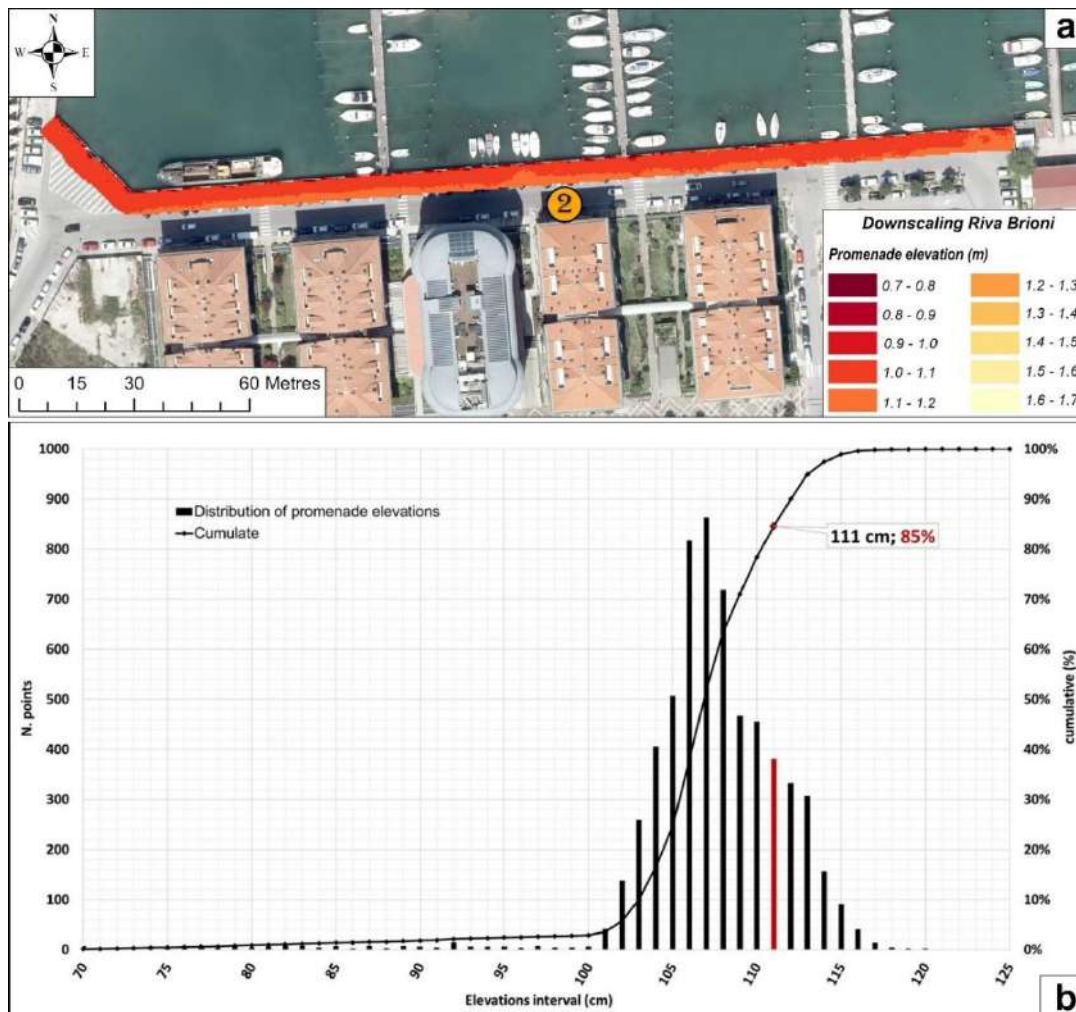 a
N
W E
S
2
Downscaling Riva Brioni
Promenade elevation (m)
0.7 - 0.8 1.2 - 1.3
0.8 - 0.9 1.3 - 1.4
0.9 - 1.0 1.4 - 1.5
1.0 - 1.1 1.5 - 1.6
1.1 - 1.2 1.6 - 1.7
0 15 30 60 Metres
1000 100%
900 90%
800 80%
700 70%
600 60%
500 50%
400 40%
300 30%
200 20%
100 10%
0 0%
N. points
cumulative (%)
Distribution of promenade elevations
Cumulate
111 cm; 85%
70 75 80 85 90 95 100 105 110 115 120 125
Elevations interval (cm)
b